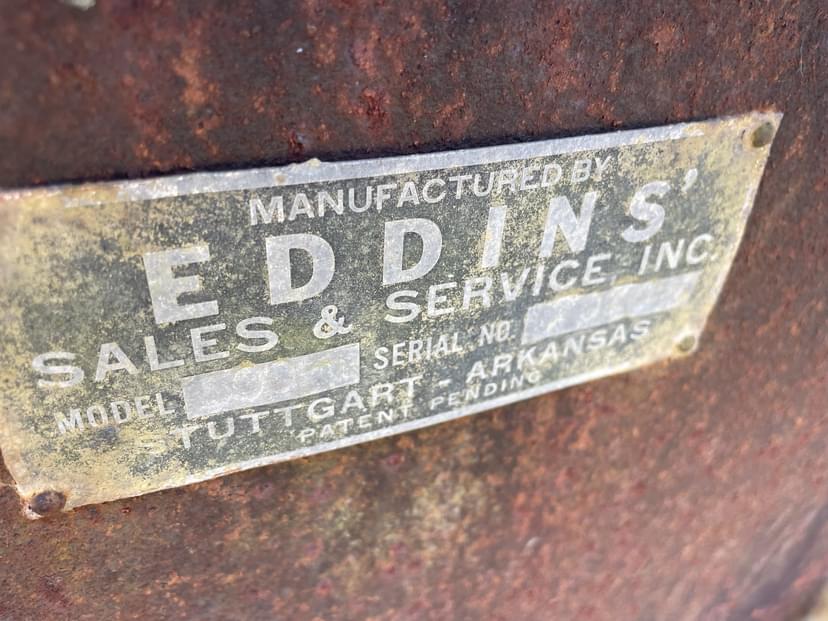 MANUFACTURED BY
EDDINS'
SALES & SERVICE INC.
MODEL SERIAL NO.
STUTTGART - ARKANSAS
PATENT PENDING